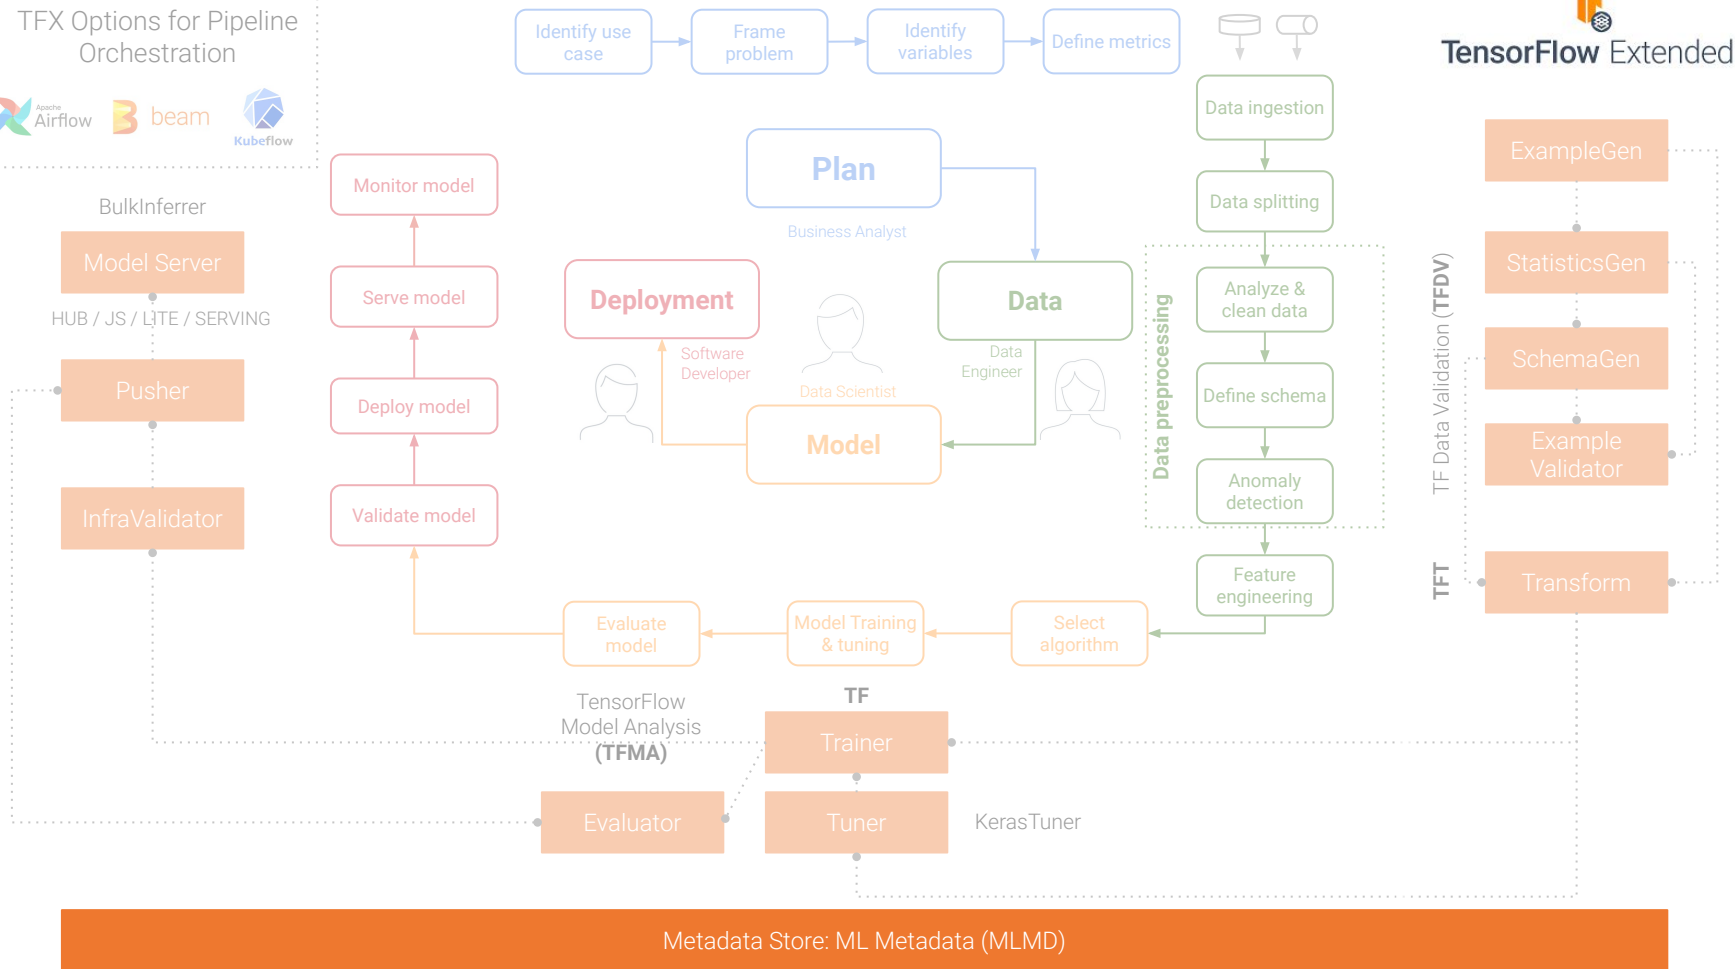 TFX Options for Pipeline
Orchestration
Apache
Airflow
beam
Kubeflow
Identify use
case
Frame
problem
Identify
variables
Define metrics
TensorFlow Extended
Data ingestion
Data splitting
Analyze &
clean data
Define schema
Anomaly
detection
Data preprocessing
Feature
engineering
Plan
Business Analyst
Data
Data
Engineer
Deployment
Software
Developer
Data Scientist
Model
Monitor model
Serve model
Deploy model
Validate model
Evaluate
model
Model Training
& tuning
Select
algorithm
BulkInferrer
Model Server
HUB / JS / LITE / SERVING
Pusher
InfraValidator
ExampleGen
StatisticsGen
SchemaGen
Example
Validator
TF Data Validation (TFDV)
TFT
Transform
TensorFlow
Model Analysis
(TFMA)
TF
Trainer
Evaluator
Tuner
KerasTuner
Metadata Store: ML Metadata (MLMD)